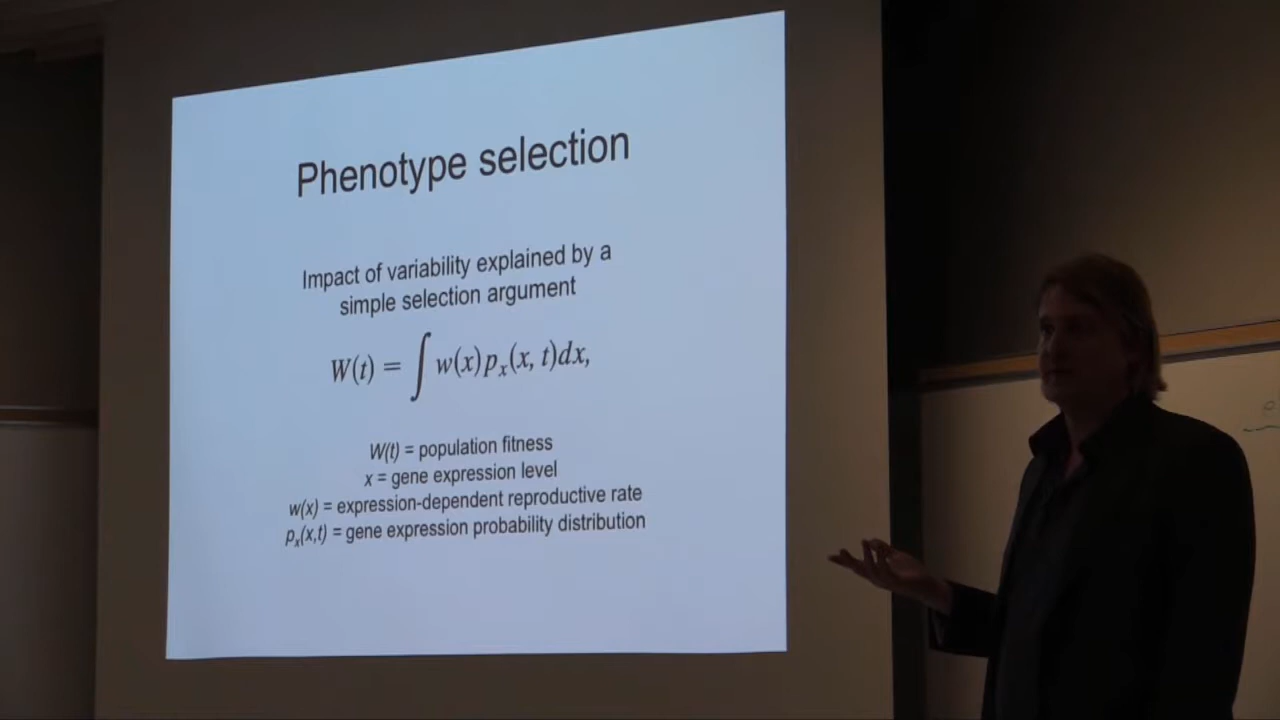 Phenotype selection
Impact of variability explained by a
simple selection argument
W(t) = ∫ w(x)pₓ(x, t)dx,
W(t) = population fitness
x = gene expression level
w(x) = expression-dependent reproductive rate
pₓ(x,t) = gene expression probability distribution